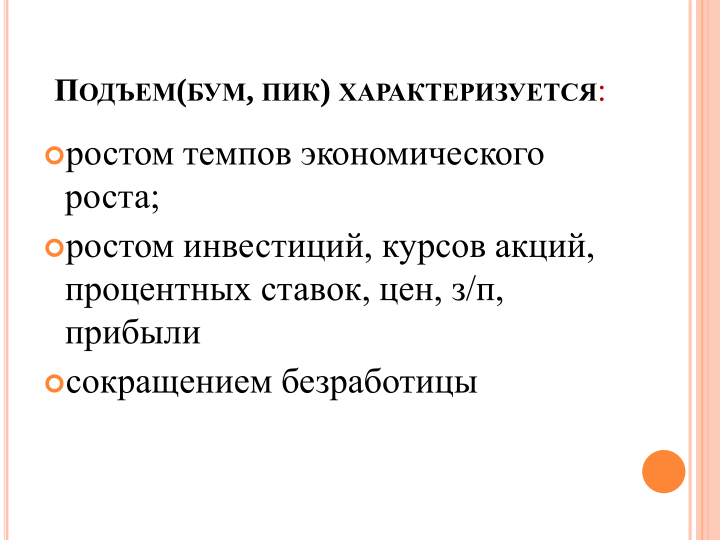 Подъем(бум, пик) характеризуется:
ростом темпов экономического
роста;
ростом инвестиций, курсов акций,
процентных ставок, цен, з/п,
прибыли
сокращением безработицы